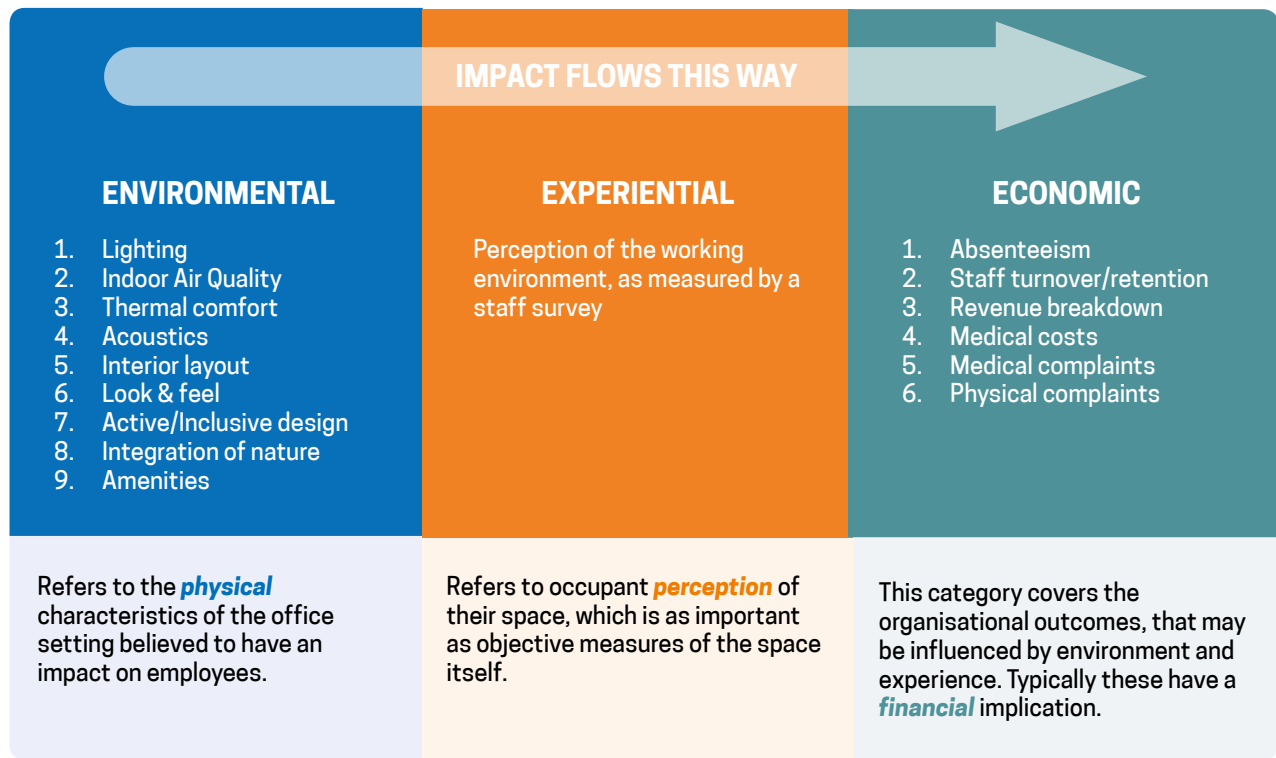 IMPACT FLOWS THIS WAY
ENVIRONMENTAL
1. Lighting
2. Indoor Air Quality
3. Thermal comfort
4. Acoustics
5. Interior layout
6. Look & feel
7. Active/Inclusive design
8. Integration of nature
9. Amenities
Refers to the physical
characteristics of the office
setting believed to have an
impact on employees.
EXPERIENTIAL
Perception of the working
environment, as measured by a
staff survey
Refers to occupant perception of
their space, which is as important
as objective measures of the space
itself.
ECONOMIC
1. Absenteeism
2. Staff turnover/retention
3. Revenue breakdown
4. Medical costs
5. Medical complaints
6. Physical complaints
This category covers the
organisational outcomes, that may
be influenced by environment and
experience. Typically these have a
financial implication.